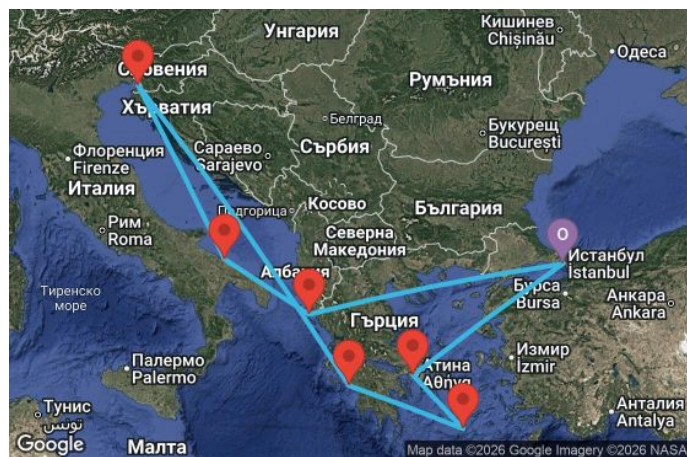 Унгария
Кишинев
Chișinău
Одеса
Словения
Хърватия
Румъния
Белград
Флоренция
Firenze
Сараево
Sarajevo
Сърбия
Букурещ
București
Италия
Рим
Roma
Подгорица
Косово
България
Северна
Македония
О
Истанбул
İstanbul
Албания
Тиренско
море
Бурса
Bursa
Анкара
Ankara
Гърция
Палермо
Palermo
Атина
Αθήνα
Измир
İzmir
Тунис
تونس
Анталия
Antalya
Google
Малта
Map data ©2026 Google Imagery ©2026 NASA